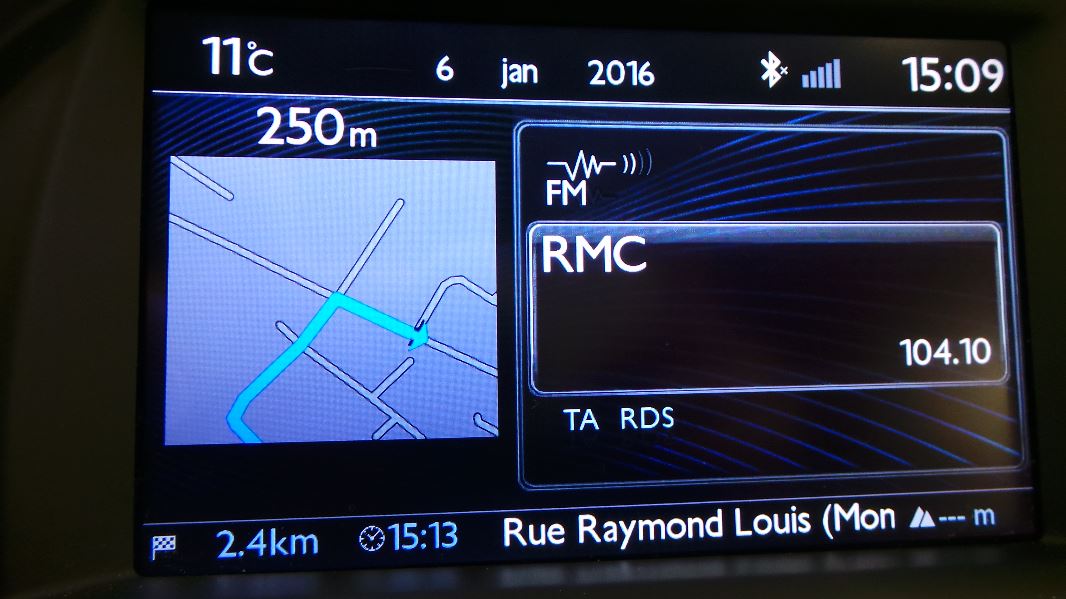 11°C 6 jan 2016 15:09
250m
FM
RMC
104.10
TA RDS
2.4km 15:13 Rue Raymond Louis (Mon --- m